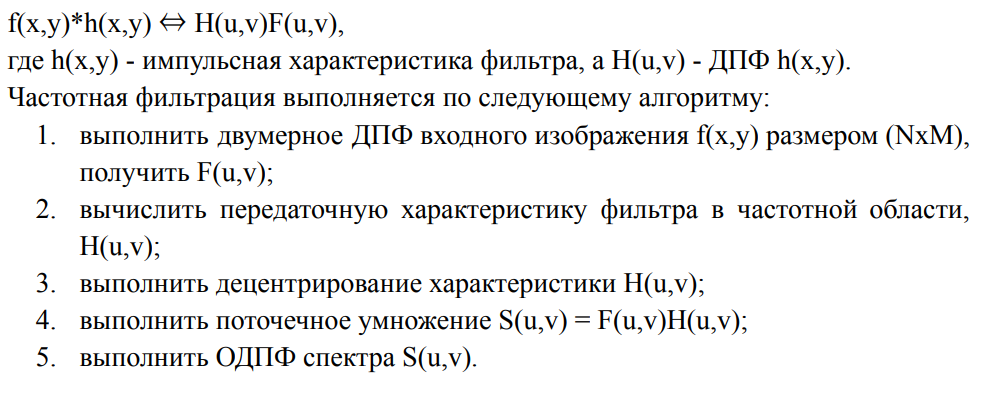 f(x,y)*h(x,y) ⇔ H(u,v)F(u,v),
где h(x,y) - импульсная характеристика фильтра, а H(u,v) - ДПФ h(x,y).
Частотная фильтрация выполняется по следующему алгоритму:
1. выполнить двумерное ДПФ входного изображения f(x,y) размером (NxM),
получить F(u,v);
2. вычислить передаточную характеристику фильтра в частотной области,
H(u,v);
3. выполнить децентрирование характеристики H(u,v);
4. выполнить поточечное умножение S(u,v) = F(u,v)H(u,v);
5. выполнить ОДПФ спектра S(u,v).